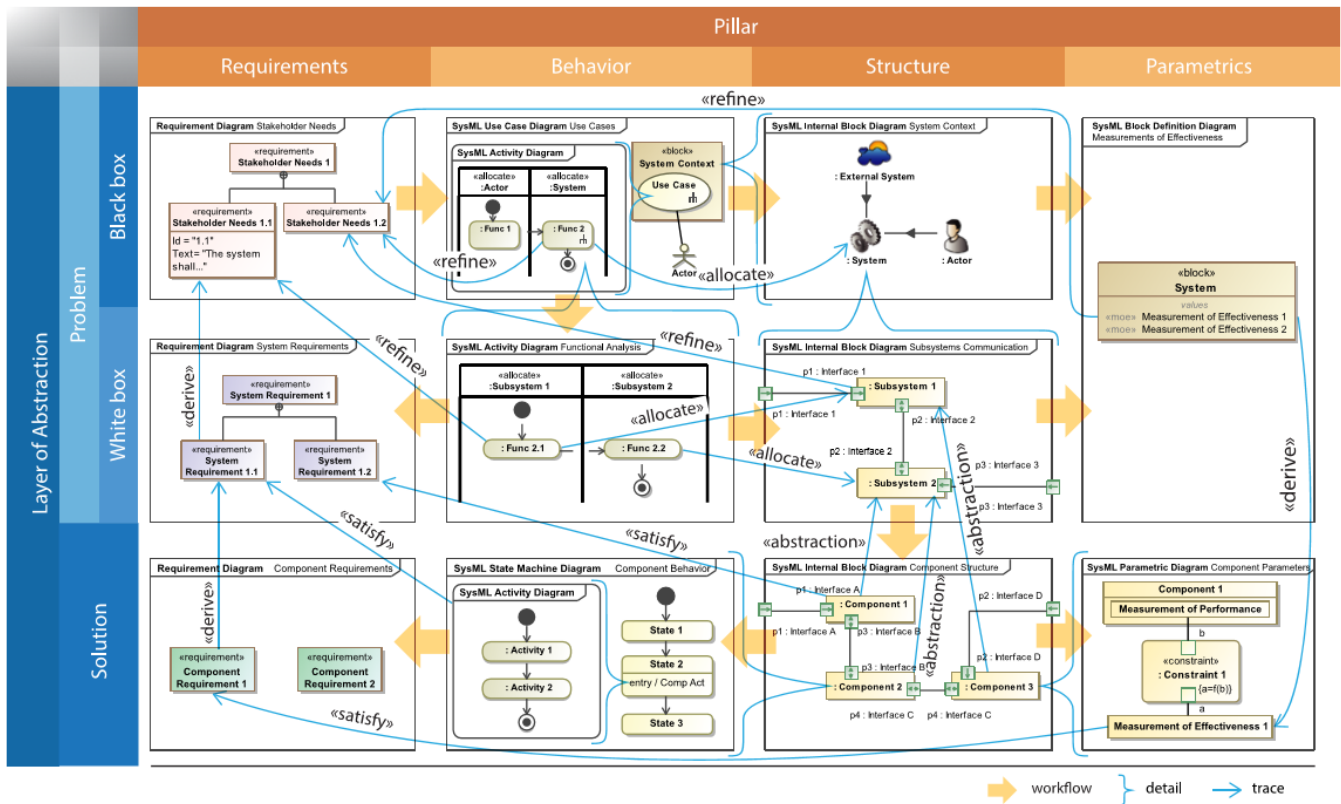 Pillar
Requirements
Behavior
Structure
Parametrics
Layer of Abstraction
Problem
Black box
White box
Solution
«refine»
Requirement Diagram Stakeholder Needs
«requirement»
Stakeholder Needs 1
«requirement»
Stakeholder Needs 1.1
Id = "1.1"
Text= "The system
shall..."
«requirement»
Stakeholder Needs 1.2
SysML Use Case Diagram Use Cases
SysML Activity Diagram
«allocate»
:Actor
«allocate»
:System
: Func 1
: Func 2
«block»
System Context
Use Case
Actor
«refine»
«allocate»
SysML Internal Block Diagram System Context
: External System
: System
: Actor
SysML Block Definition Diagram
Measurements of Effectiveness
«block»
System
values
«moe» Measurement of Effectiveness 1
«moe» Measurement of Effectiveness 2
Requirement Diagram System Requirements
«requirement»
System Requirement 1
«requirement»
System
Requirement 1.1
«requirement»
System
Requirement 1.2
«derive»
«refine»
SysML Activity Diagram Functional Analysis
«allocate»
:Subsystem 1
«allocate»
:Subsystem 2
: Func 2.1
: Func 2.2
«allocate»
«allocate»
«refine»
SysML Internal Block Diagram Subsystems Communication
p1 : Interface 1
: Subsystem 1
p1 : Interface 1
p2 : Interface 2
p2 : Interface 2
p3 : Interface 3
: Subsystem 2
p3 : Interface 3
«abstraction»
«abstraction»
«abstraction»
«derive»
«satisfy»
«satisfy»
Requirement Diagram Component Requirements
«derive»
«requirement»
Component
Requirement 1
«requirement»
Component
Requirement 2
«satisfy»
SysML State Machine Diagram Component Behavior
SysML Activity Diagram
: Activity 1
: Activity 2
State 1
State 2
entry / Comp Act
State 3
SysML Internal Block Diagram Component Structure
p1 : Interface A
: Component 1
p1 : Interface A
p3 : Interface B
p2 : Interface D
p3 : Interface B
p2 : Interface D
: Component 2
: Component 3
p4 : Interface C
p4 : Interface C
SysML Parametric Diagram Component Parameters
Component 1
Measurement of Performance
b
«constraint»
: Constraint 1
{a=f(b)}
a
Measurement of Effectiveness 1
workflow
detail
trace